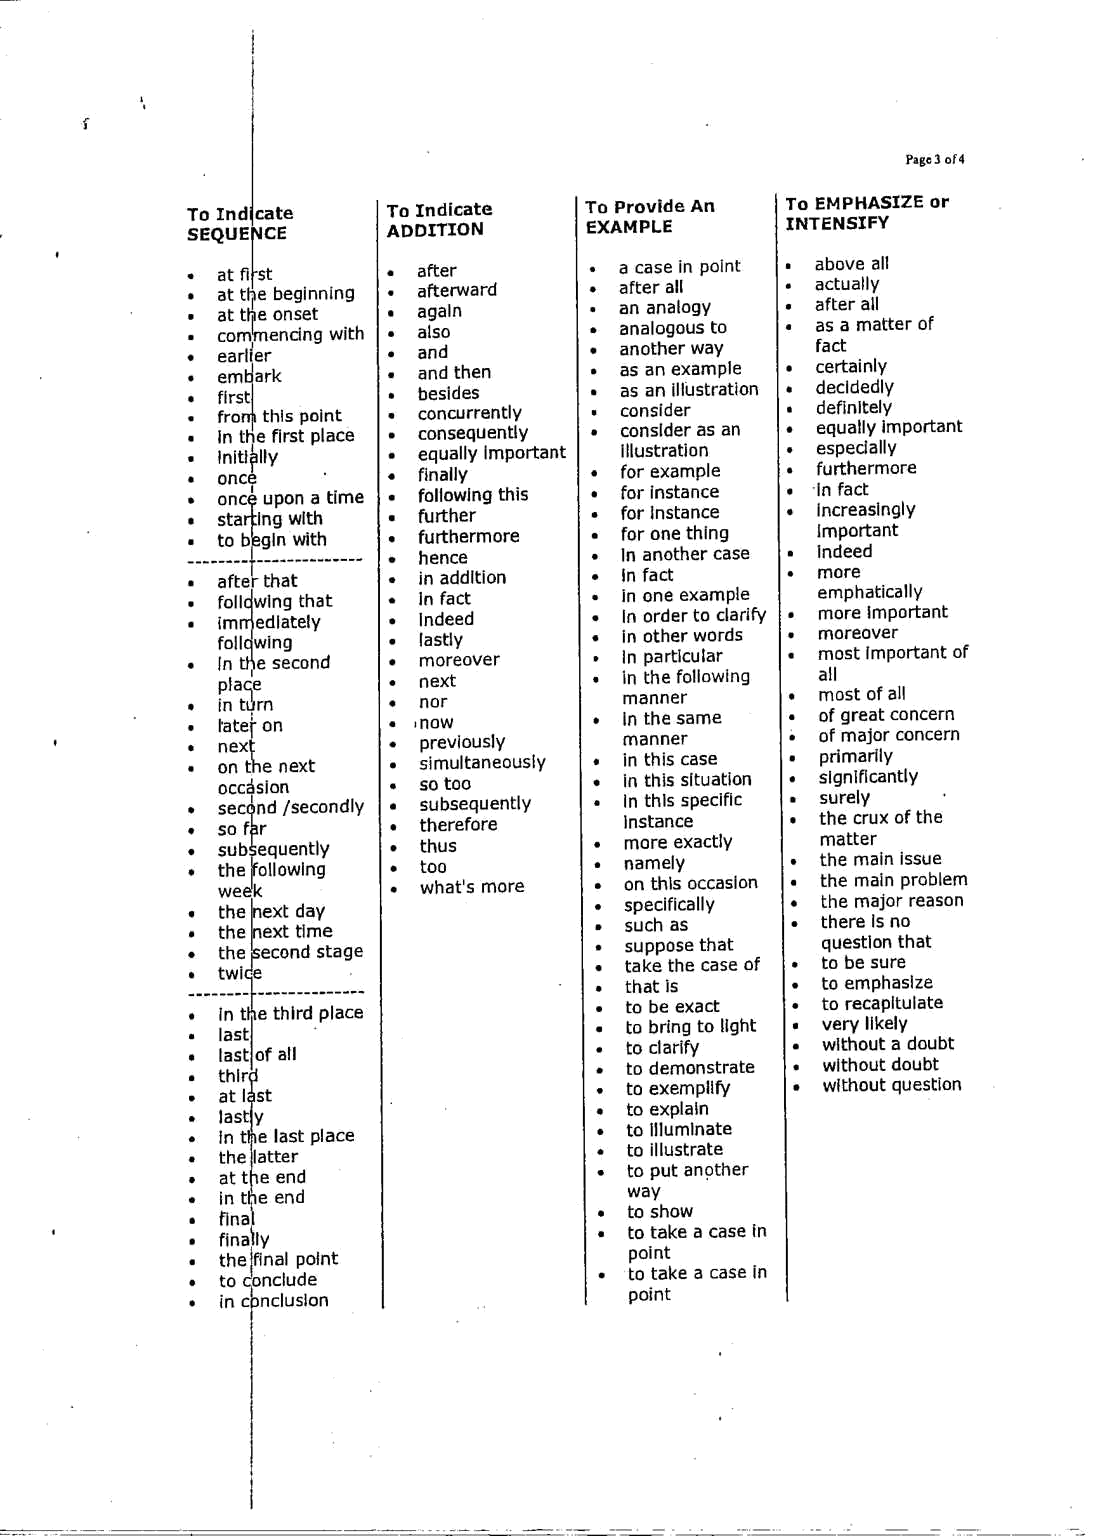 Page 3 of 4
To Indicate
SEQUENCE
• at first
• at the beginning
• at the onset
• commencing with
• earlier
• embark
• first
• from this point
• in the first place
• initially
• once
• once upon a time
• starting with
• to begin with
------------------------
• after that
• following that
• immediately
following
• in the second
place
• in turn
• later on
• next
• on the next
occasion
• second /secondly
• so far
• subsequently
• the following
week
• the next day
• the next time
• the second stage
• twice
------------------------
• in the third place
• last
• last of all
• third
• at last
• lastly
• in the last place
• the latter
• at the end
• in the end
• final
• finally
• the final point
• to conclude
• in conclusion
To Indicate
ADDITION
• after
• afterward
• again
• also
• and
• and then
• besides
• concurrently
• consequently
• equally important
• finally
• following this
• further
• furthermore
• hence
• in addition
• in fact
• indeed
• lastly
• moreover
• next
• nor
• now
• previously
• simultaneously
• so too
• subsequently
• therefore
• thus
• too
• what's more
To Provide An
EXAMPLE
• a case in point
• after all
• an analogy
• analogous to
• another way
• as an example
• as an illustration
• consider
• consider as an
illustration
• for example
• for instance
• for instance
• for one thing
• in another case
• in fact
• in one example
• in order to clarify
• in other words
• in particular
• in the following
manner
• in the same
manner
• in this case
• in this situation
• in this specific
instance
• more exactly
• namely
• on this occasion
• specifically
• such as
• suppose that
• take the case of
• that is
• to be exact
• to bring to light
• to clarify
• to demonstrate
• to exemplify
• to explain
• to illuminate
• to illustrate
• to put another
way
• to show
• to take a case in
point
• to take a case in
point
To EMPHASIZE or
INTENSIFY
• above all
• actually
• after all
• as a matter of
fact
• certainly
• decidedly
• definitely
• equally important
• especially
• furthermore
• in fact
• increasingly
important
• indeed
• more
emphatically
• more important
• moreover
• most important of
all
• most of all
• of great concern
• of major concern
• primarily
• significantly
• surely
• the crux of the
matter
• the main issue
• the main problem
• the major reason
• there is no
question that
• to be sure
• to emphasize
• to recapitulate
• very likely
• without a doubt
• without doubt
• without question